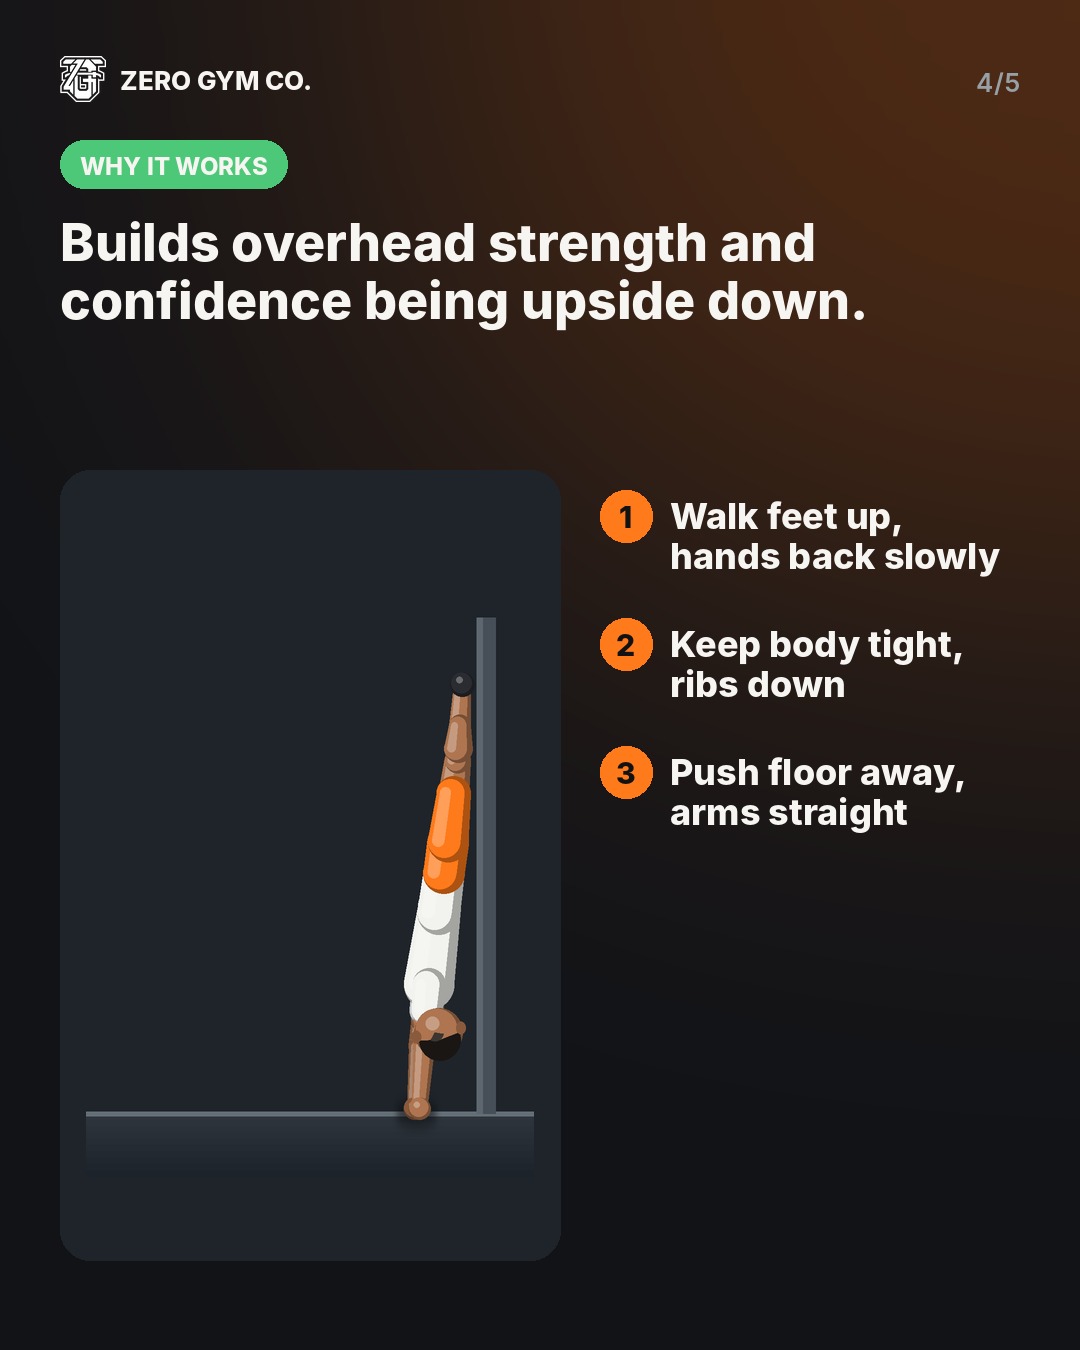 ZERO GYM CO.
4/5
WHY IT WORKS
Builds overhead strength and
confidence being upside down.
1 Walk feet up,
hands back slowly
2 Keep body tight,
ribs down
3 Push floor away,
arms straight